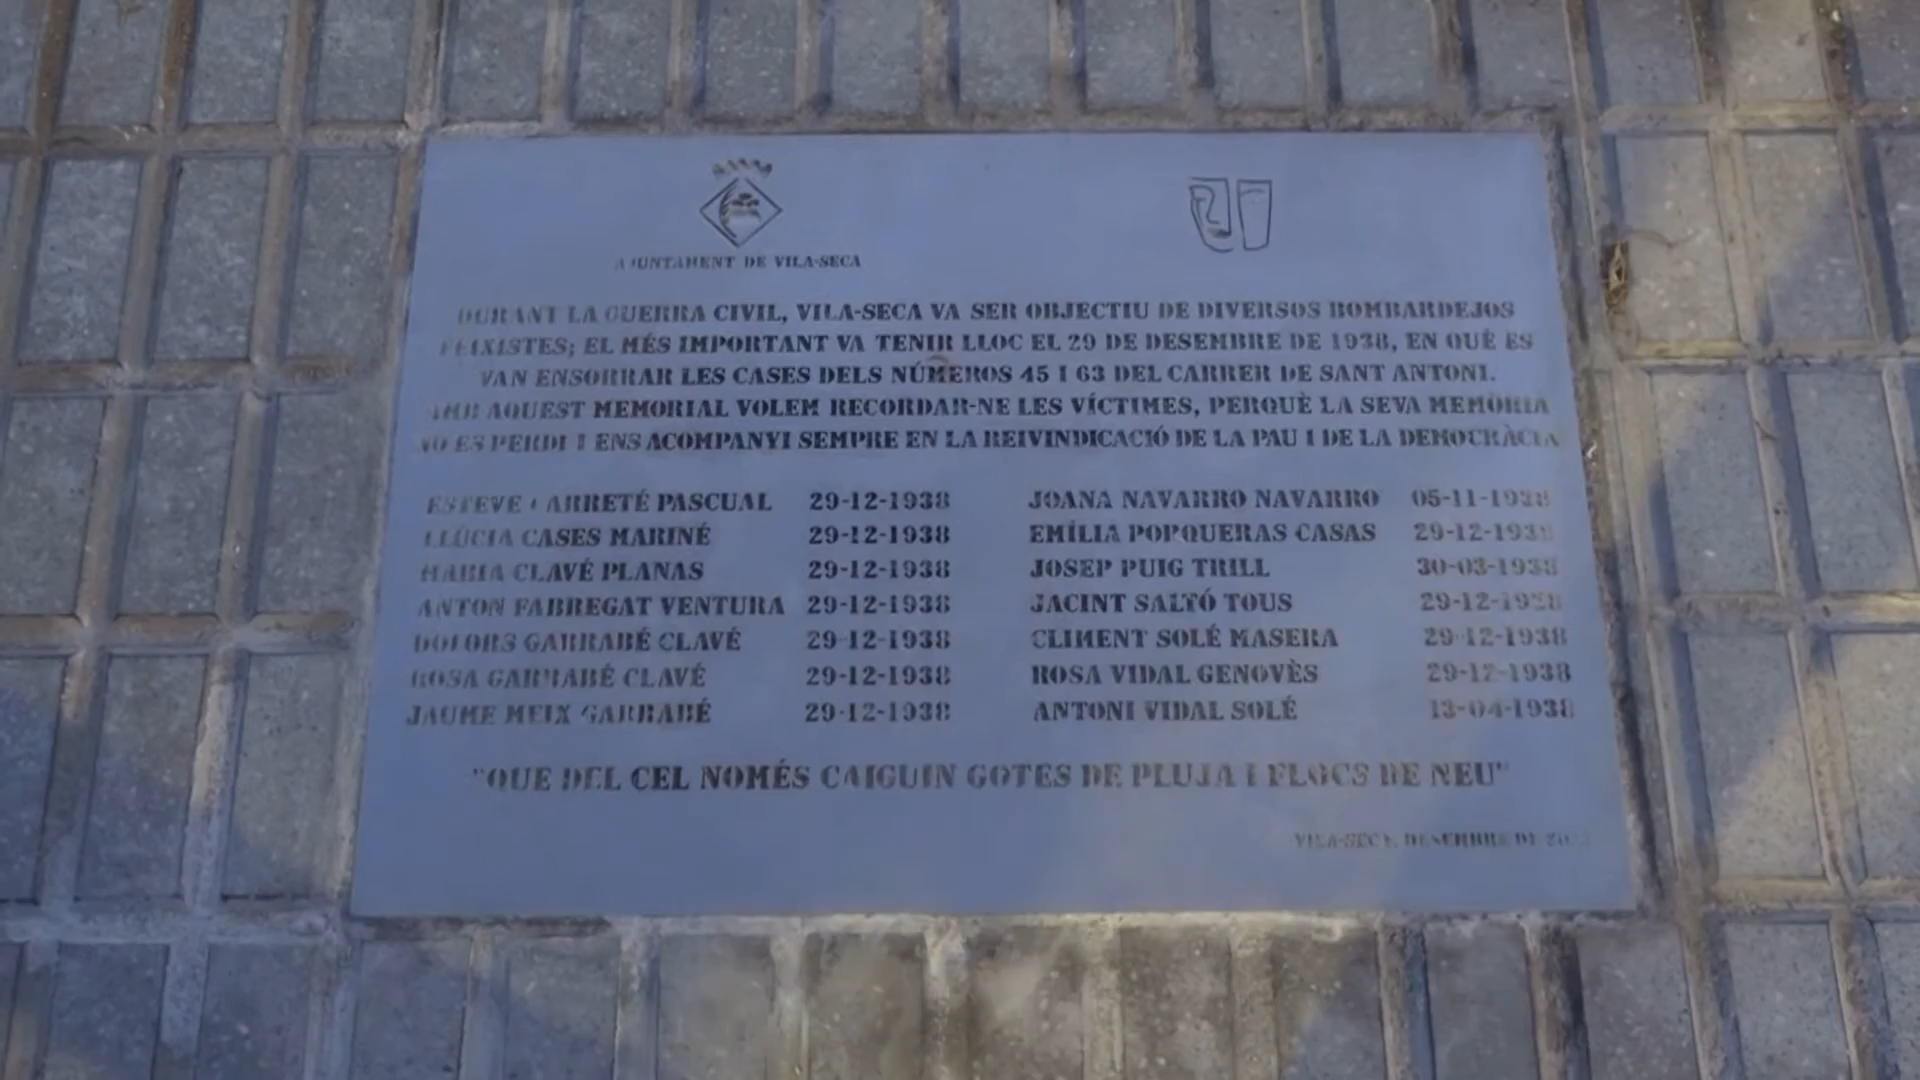 AJUNTAMENT DE VILA-SECA
DURANT LA GUERRA CIVIL, VILA-SECA VA SER OBJECTIU DE DIVERSOS BOMBARDEJOS
FEIXISTES; EL MÉS IMPORTANT VA TENIR LLOC EL 29 DE DESEMBRE DE 1938, EN QUÈ ES
VAN ENSORRAR LES CASES DELS NÚMEROS 45 I 63 DEL CARRER DE SANT ANTONI.
AMB AQUEST MEMORIAL VOLEM RECORDAR-NE LES VÍCTIMES, PERQUÈ LA SEVA MEMÒRIA
NO ES PERDI I ENS ACOMPANYI SEMPRE EN LA REIVINDICACIÓ DE LA PAU I DE LA DEMOCRÀCIA
ESTEVE CARRETÉ PASCUAL 29-12-1938 JOANA NAVARRO NAVARRO 05-11-1938
LLÚCIA CASES MARINÉ 29-12-1938 EMÍLIA PORQUERAS CASAS 29-12-1938
MARIA CLAVÉ PLANAS 29-12-1938 JOSEP PUIG TRILL 30-03-1938
ANTON FABREGAT VENTURA 29-12-1938 JACINT SALTÓ TOUS 29-12-1938
DOLORS GARRABÉ CLAVÉ 29-12-1938 CLIMENT SOLÉ MASERA 29-12-1938
ROSA GARRABÉ CLAVÉ 29-12-1938 ROSA VIDAL GENOVÈS 29-12-1938
JAUME MEIX GARRABÉ 29-12-1938 ANTONI VIDAL SOLÉ 13-04-1938
"QUE DEL CEL NOMÉS CAIGUIN GOTES DE PLUJA I FLOCS DE NEU"
VILA-SECA, DESEMBRE DE